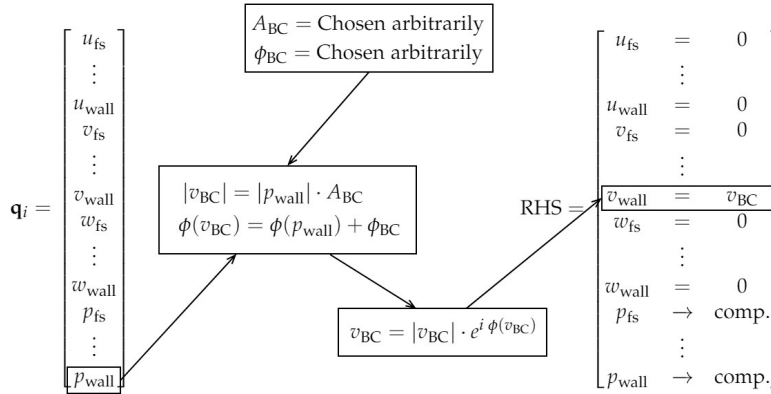 A_BC = Chosen arbitrarily
ϕ_BC = Chosen arbitrarily
q_i =
u_fs
⋮
u_wall
v_fs
⋮
v_wall
w_fs
⋮
w_wall
p_fs
⋮
p_wall
|v_BC| = |p_wall| · A_BC
ϕ(v_BC) = ϕ(p_wall) + ϕ_BC
v_BC = |v_BC| · e^{i ϕ(v_BC)}
RHS =
u_fs = 0
⋮
u_wall = 0
v_fs = 0
⋮
v_wall = v_BC
w_fs = 0
⋮
w_wall = 0
p_fs → comp.
⋮
p_wall → comp.